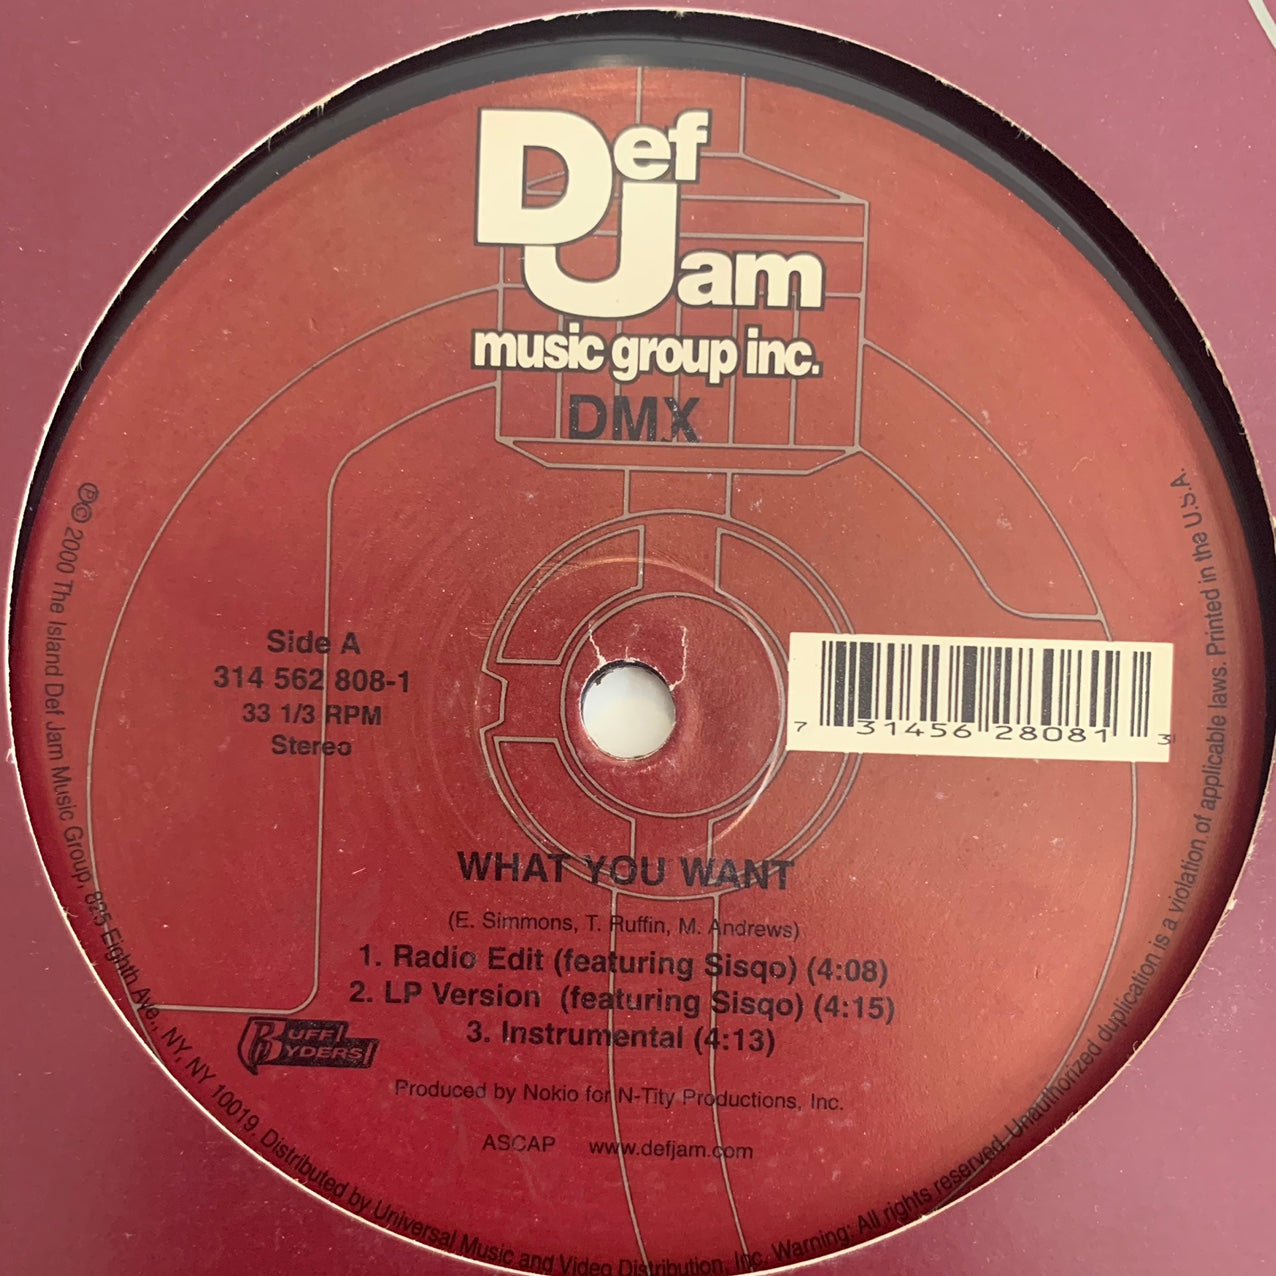 Def Jam
music group inc.
DMX
Side A
314 562 808-1
33 1/3 RPM
Stereo
7 31456 28081 3
WHAT YOU WANT
(E. Simmons, T. Ruffin, M. Andrews)
1. Radio Edit (featuring Sisqo) (4:08)
2. LP Version (featuring Sisqo) (4:15)
3. Instrumental (4:13)
RUFF
RYDERS
Produced by Nokio for N-Tity Productions, Inc.
ASCAP www.defjam.com
℗© 2000 The Island Def Jam Music Group, 825 Eighth Ave., NY, NY 10019. Distributed by Universal Music and Video Distribution, Inc. Warning: All rights reserved. Unauthorized duplication is a violation of applicable laws. Printed in the U.S.A.